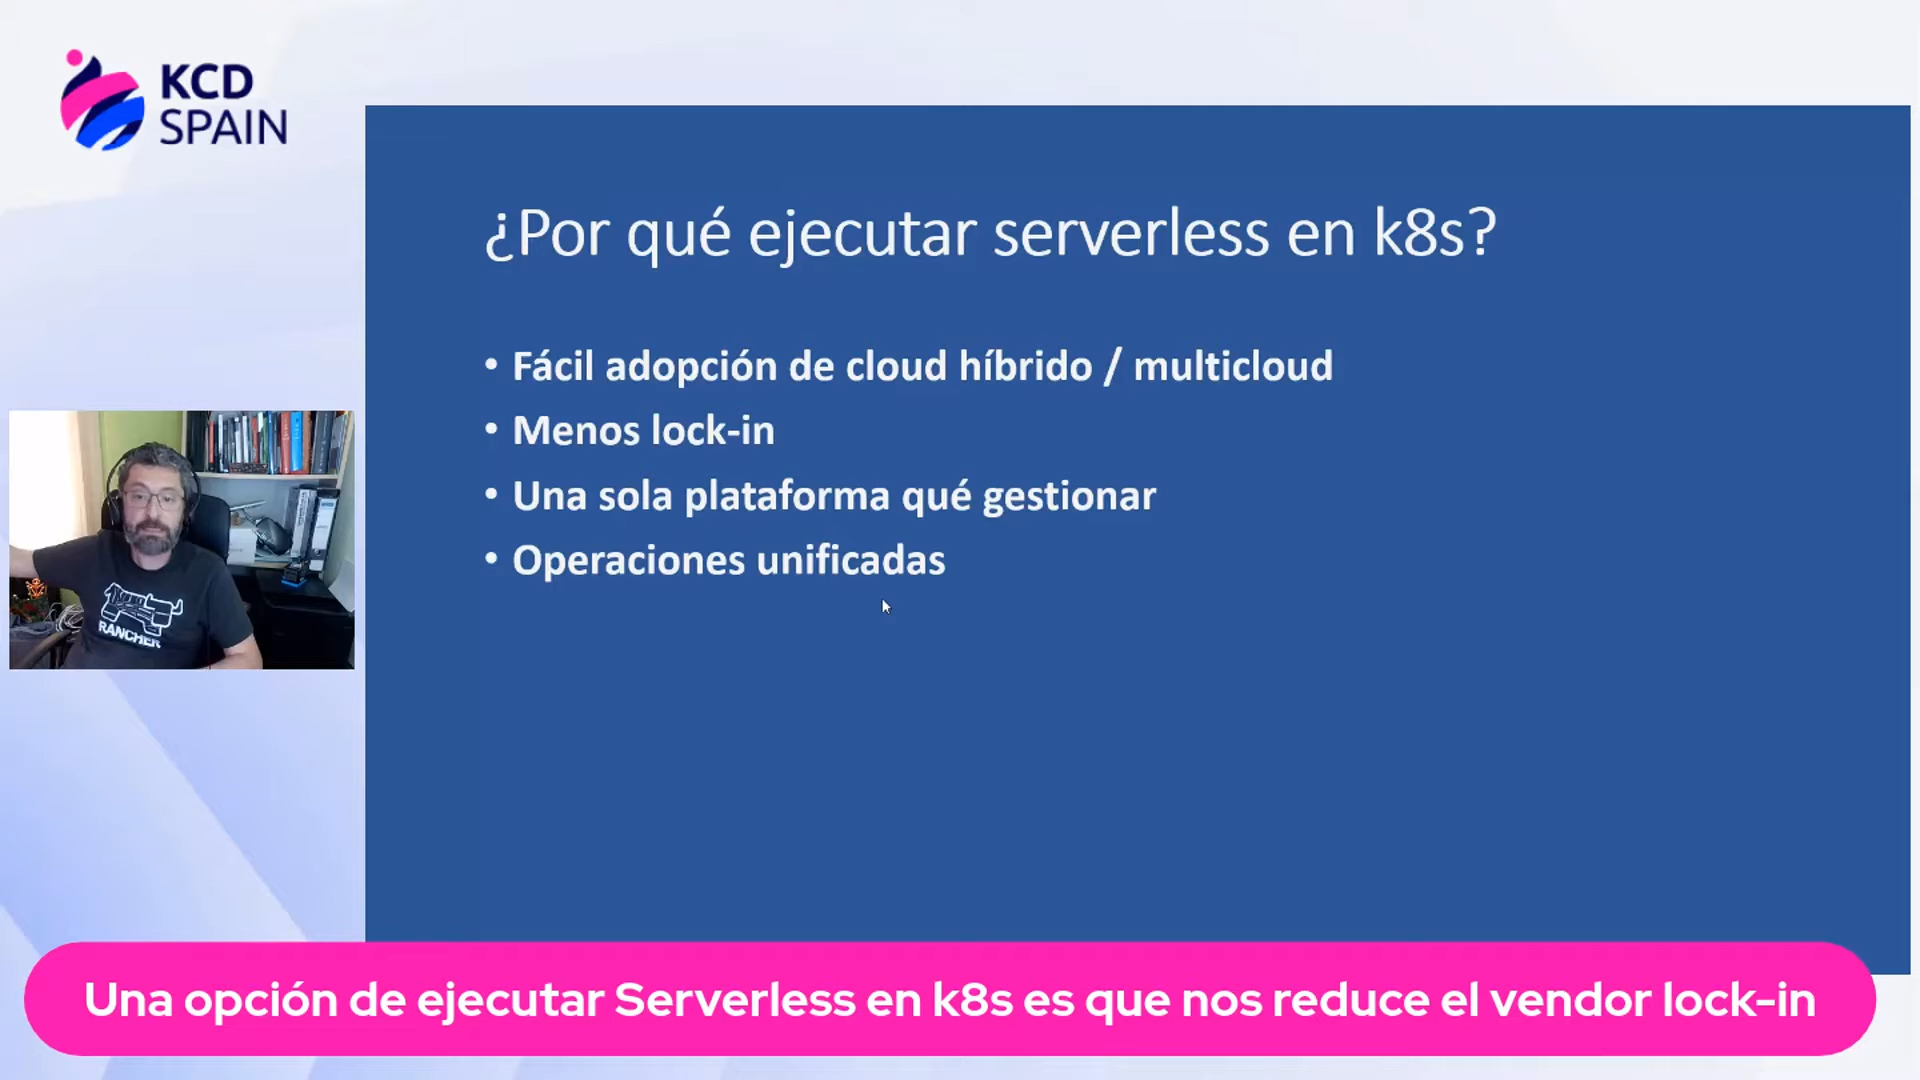 KCD
SPAIN
¿Por qué ejecutar serverless en k8s?
• Fácil adopción de cloud híbrido / multicloud
• Menos lock-in
• Una sola plataforma qué gestionar
• Operaciones unificadas
RANCHER
Una opción de ejecutar Serverless en k8s es que nos reduce el vendor lock-in